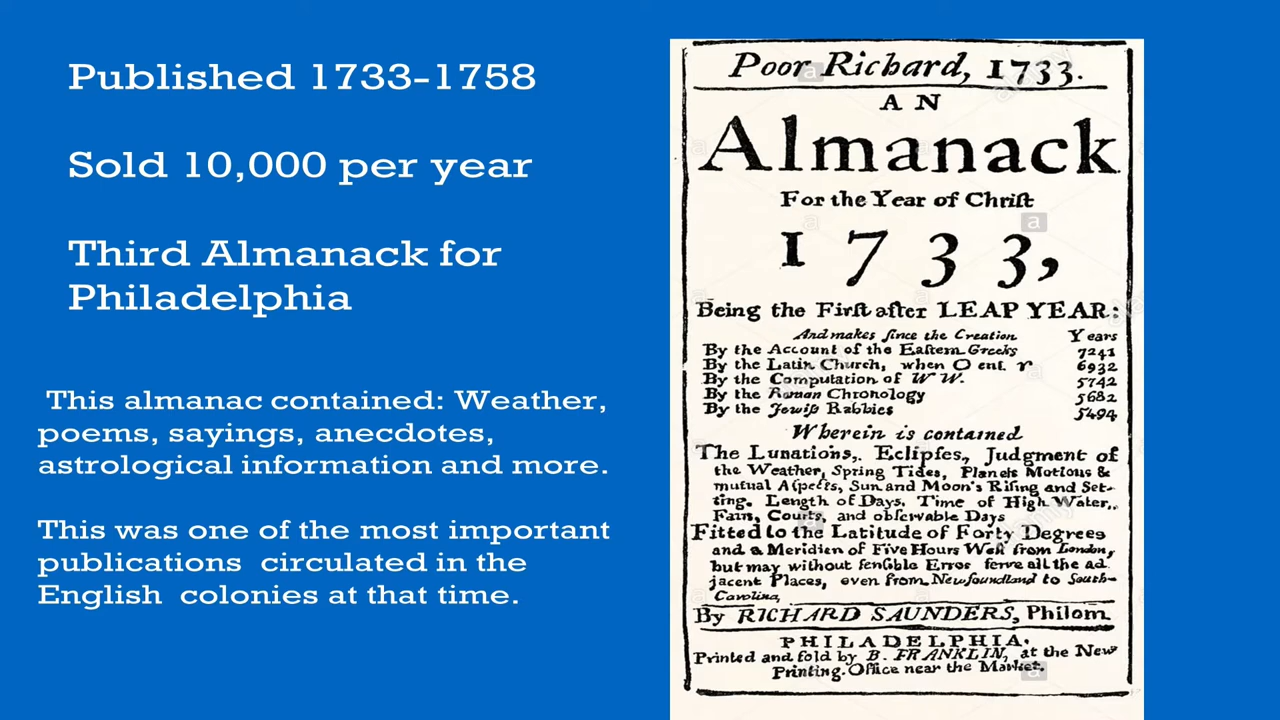 Published 1733-1758
Sold 10,000 per year
Third Almanack for
Philadelphia
This almanac contained: Weather,
poems, sayings, anecdotes,
astrological information and more.
This was one of the most important
publications circulated in the
English colonies at that time.
Poor Richard, 1733.
AN
Almanack
For the Year of Chriſt
1733,
Being the Firſt after LEAP YEAR:
And makes ſince the Creation Years
By the Account of the Eaſtern Greeks 7241
By the Latin Church, when O ent. ♈ 6932
By the Computation of W.W. 5742
By the Roman Chronology 5682
By the Jewiſh Rabbies 5494
Wherein is contained
The Lunations, Eclipſes, Judgment of
the Weather, Spring Tides, Planets Motions &
mutual Aſpects, Sun and Moon's Riſing and Set-
ting, Length of Days, Time of High Water,
Fairs, Courts, and obſervable Days
Fitted to the Latitude of Forty Degrees
and a Meridian of Five Hours Weſt from London,
but may without ſenſible Error ſerve all the ad
jacent Places, even from Newfoundland to South-
Carolina,
By RICHARD SAUNDERS, Philom.
PHILADELPHIA.
Printed and ſold by B. FRANKLIN, at the New
Printing Office near the Market.